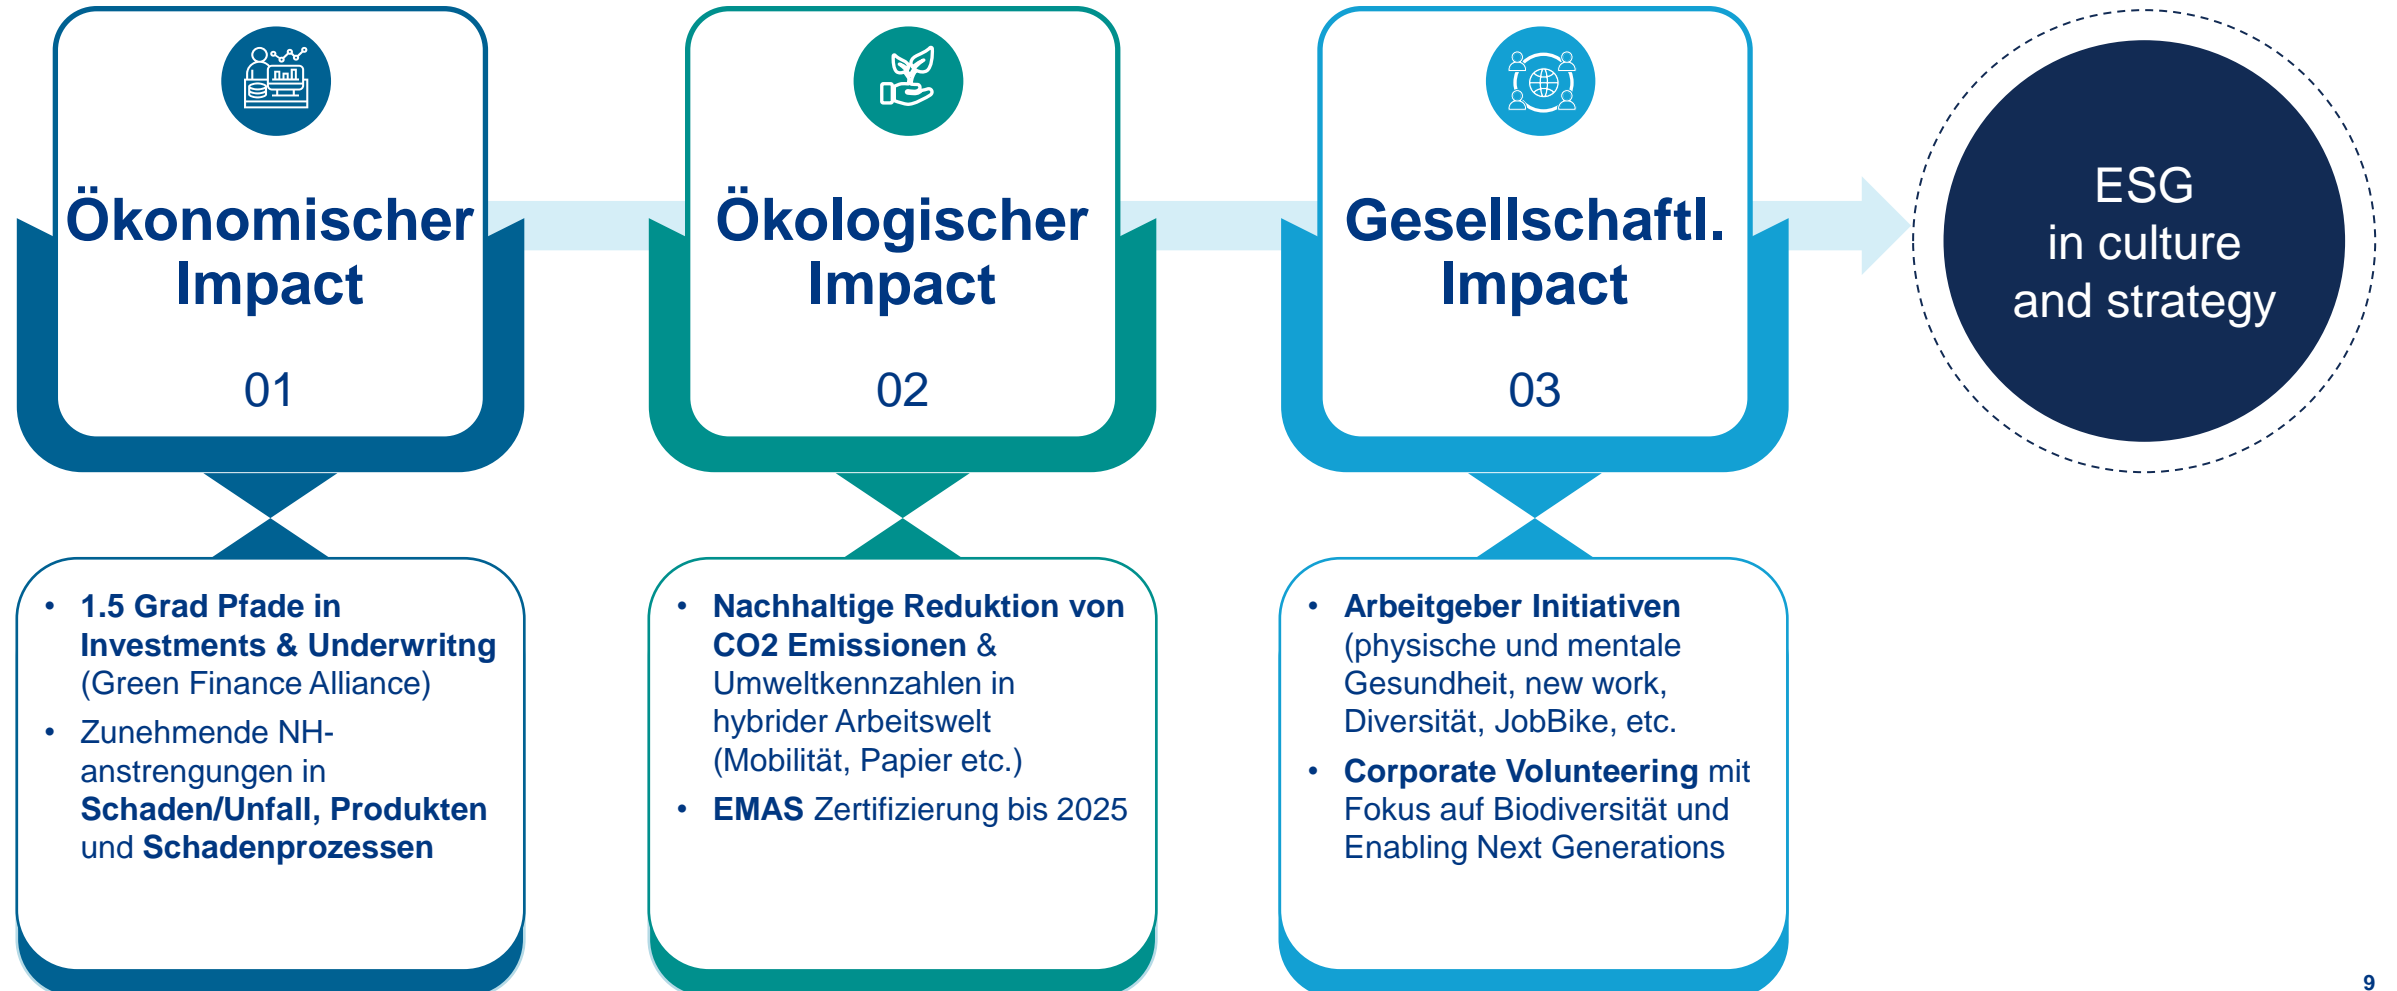 Ökonomischer
Impact
01
Ökologischer
Impact
02
Gesellschaftl.
Impact
03
ESG
in culture
and strategy
• 1.5 Grad Pfade in
Investments & Underwritng
(Green Finance Alliance)
• Zunehmende NH-
anstrengungen in
Schaden/Unfall, Produkten
und Schadenprozessen
• Nachhaltige Reduktion von
CO2 Emissionen &
Umweltkennzahlen in
hybrider Arbeitswelt
(Mobilität, Papier etc.)
• EMAS Zertifizierung bis 2025
• Arbeitgeber Initiativen
(physische und mentale
Gesundheit, new work,
Diversität, JobBike, etc.
• Corporate Volunteering mit
Fokus auf Biodiversität und
Enabling Next Generations
9